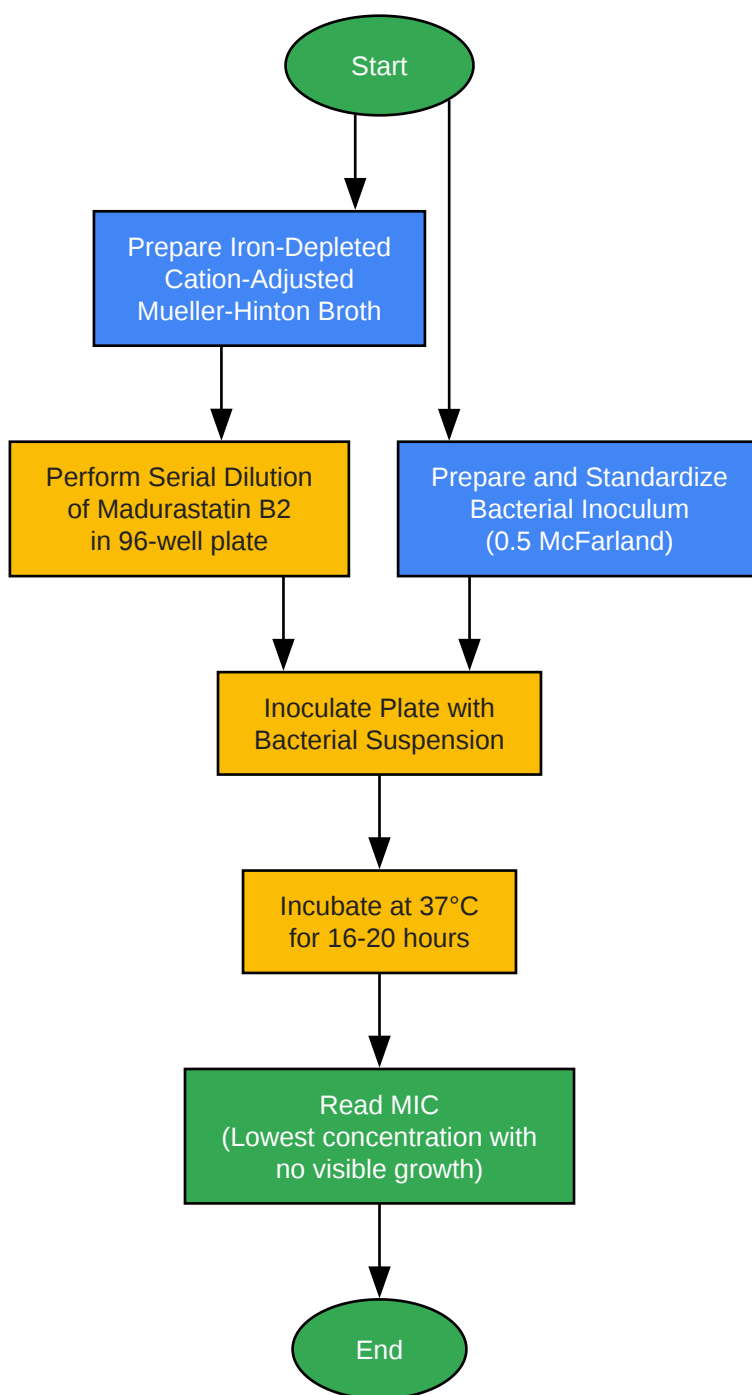 Start
Prepare Iron-Depleted
Cation-Adjusted
Mueller-Hinton Broth
Perform Serial Dilution
of Madurastatin B2
in 96-well plate
Prepare and Standardize
Bacterial Inoculum
(0.5 McFarland)
Inoculate Plate with
Bacterial Suspension
Incubate at 37°C
for 16-20 hours
Read MIC
(Lowest concentration with
no visible growth)
End